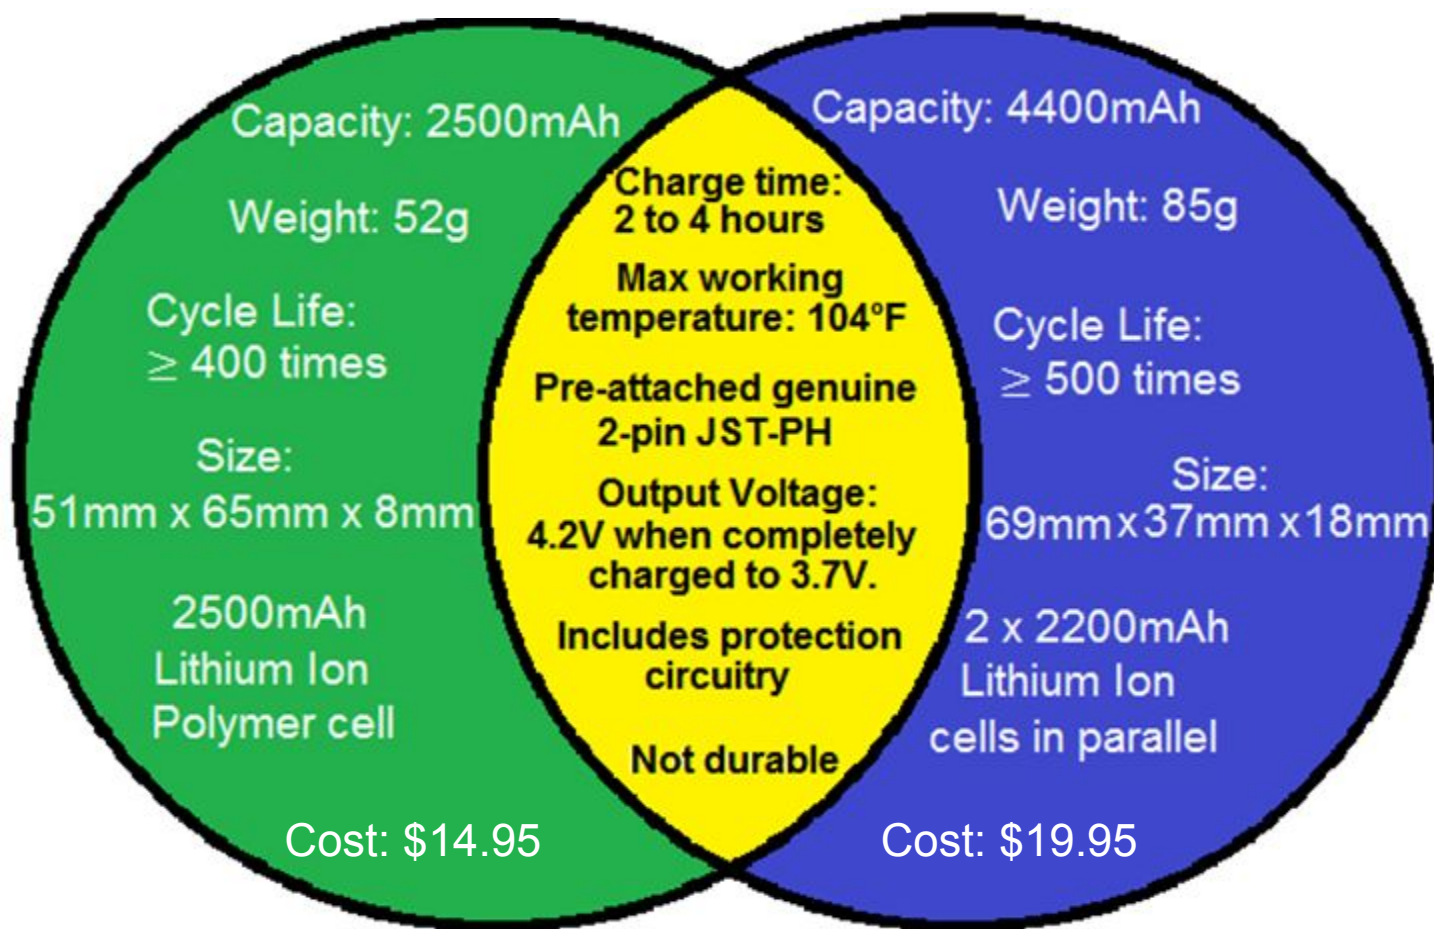 Capacity: 2500mAh
Weight: 52g
Cycle Life:
≥ 400 times
Size:
51mm x 65mm x 8mm
2500mAh
Lithium Ion
Polymer cell
Cost: $14.95
Charge time:
2 to 4 hours
Max working
temperature: 104°F
Pre-attached genuine
2-pin JST-PH
Output Voltage:
4.2V when completely
charged to 3.7V.
Includes protection
circuitry
Not durable
Capacity: 4400mAh
Weight: 85g
Cycle Life:
≥ 500 times
Size:
69mm x 37mm x 18mm
2 x 2200mAh
Lithium Ion
cells in parallel
Cost: $19.95